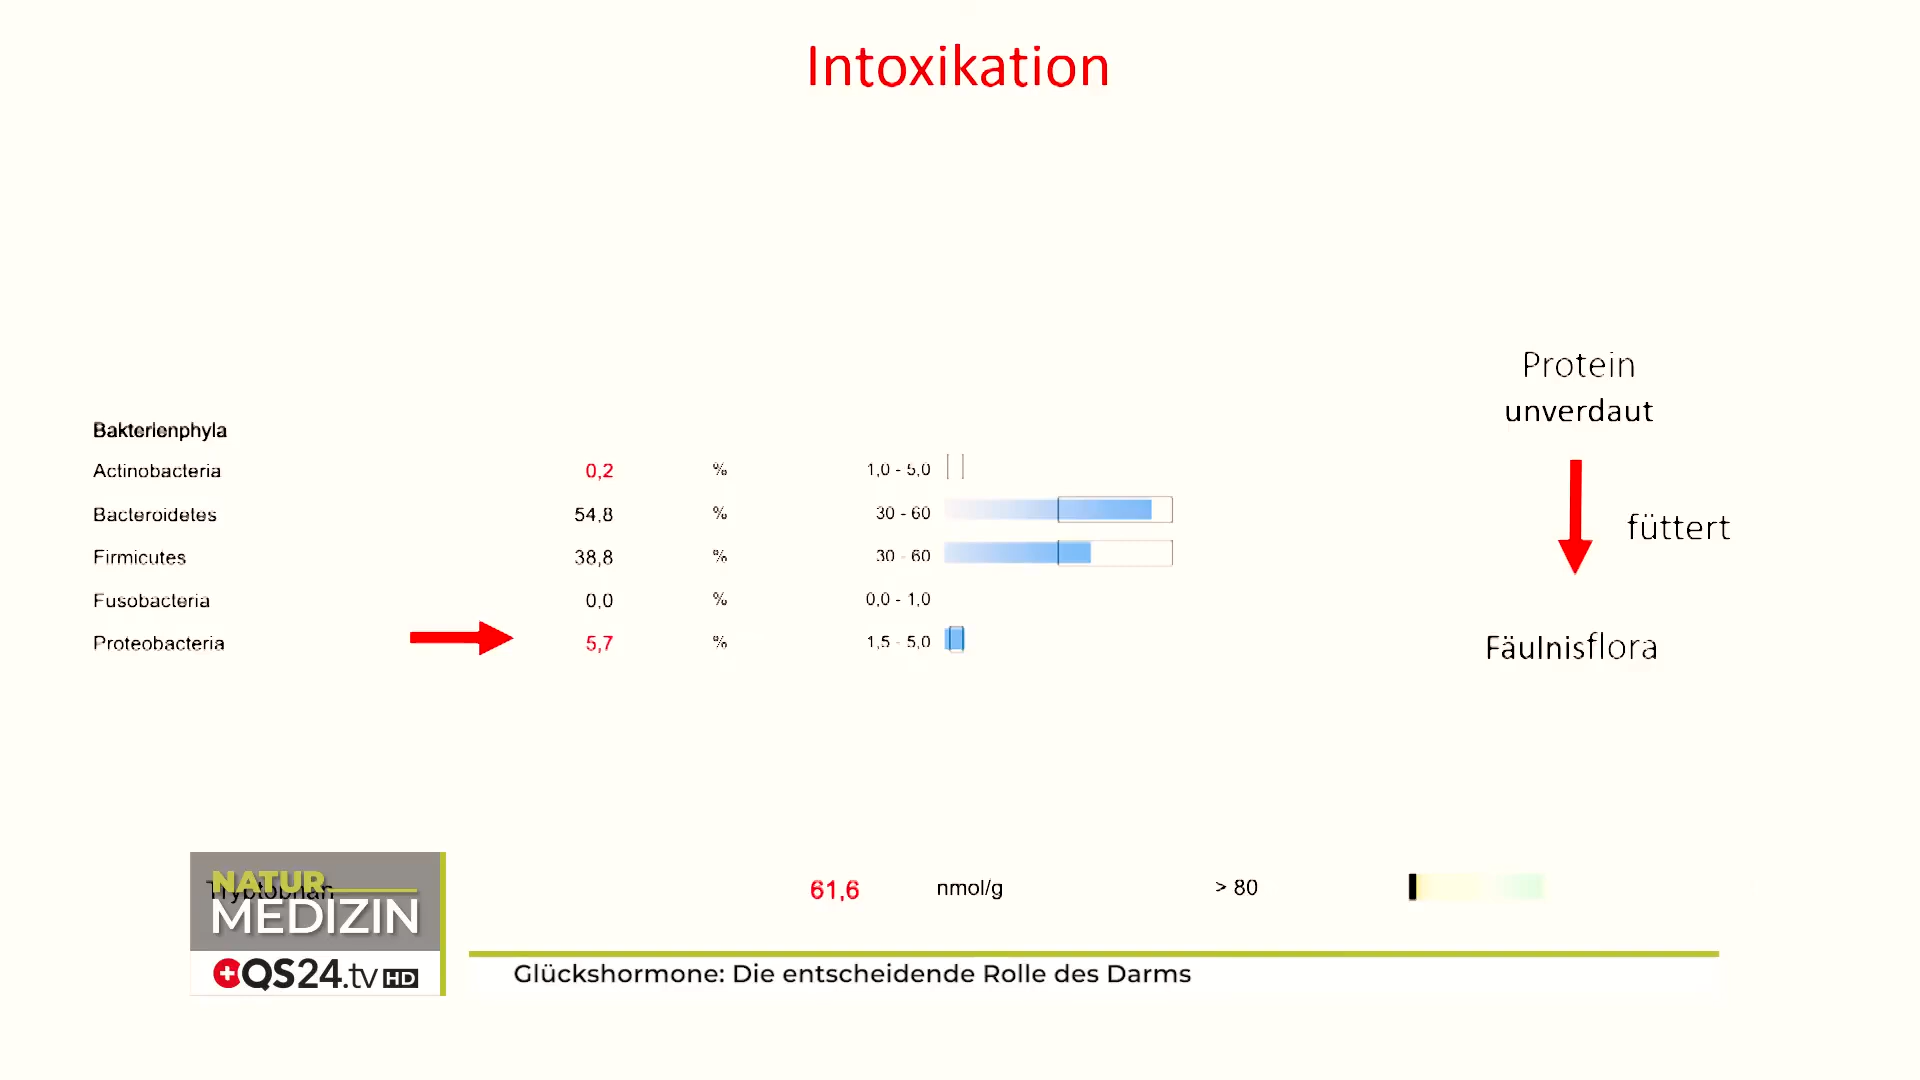 Intoxikation
Protein
unverdaut
füttert
Fäulnisflora
Bakterienphyla
Actinobacteria 0,2 % 1,0 - 5,0
Bacteroidetes 54,8 % 30 - 60
Firmicutes 38,8 % 30 - 60
Fusobacteria 0,0 % 0,0 - 1,0
Proteobacteria 5,7 % 1,5 - 5,0
Tryptophan 61,6 nmol/g > 80
NATUR
MEDIZIN
QS24.tv HD
Glückshormone: Die entscheidende Rolle des Darms